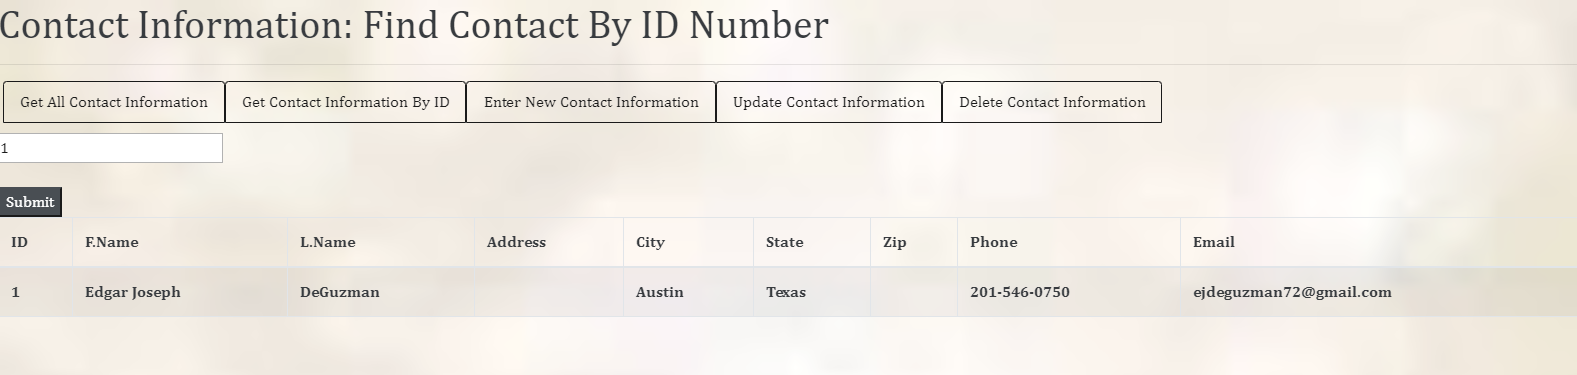 Contact Information: Find Contact By ID Number
Get All Contact Information Get Contact Information By ID Enter New Contact Information Update Contact Information Delete Contact Information
1
Submit
ID F.Name L.Name Address City State Zip Phone Email
1 Edgar Joseph DeGuzman Austin Texas 201-546-0750 ejdeguzman72@gmail.com